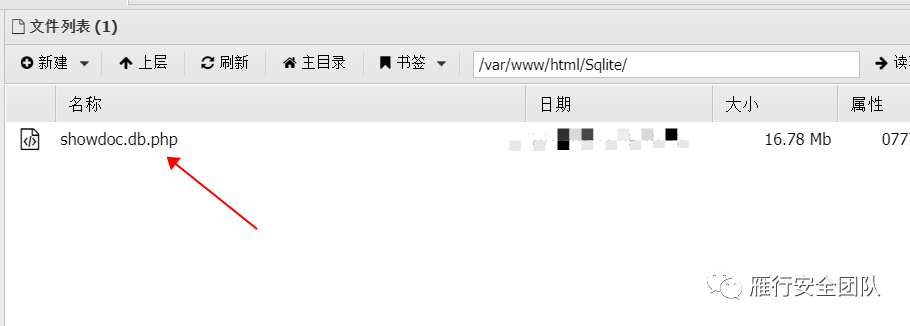 文件列表 (1)
新建 上层 刷新 主目录 书签 /var/www/html/Sqlite/
名称 日期 大小 属性
showdoc.db.php 16.78 Mb 077
雁行安全团队